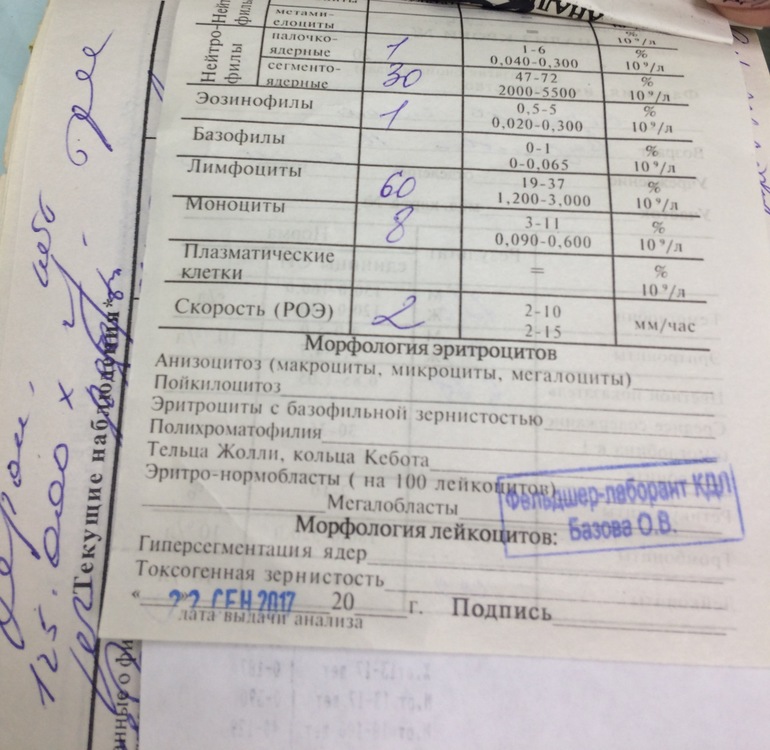 метами-
елоциты
=
%
10⁹/л
Нейтро-
филы
палочко-
ядерные
1
1-6
0,040-0,300
%
10⁹/л
сегменто-
ядерные
30
47-72
2000-5500
%
10⁹/л
Эозинофилы
1
0,5-5
0,020-0,300
%
10⁹/л
Базофилы
0-1
0-0,065
%
10⁹/л
Лимфоциты
60
19-37
1,200-3,000
%
10⁹/л
Моноциты
8
3-11
0,090-0,600
%
10⁹/л
Плазматические
клетки
=
%
10⁹/л
Скорость (РОЭ)
2
2-10
2-15
мм/час
Морфология эритроцитов
Анизоцитоз (макроциты, микроциты, мегалоциты)
Пойкилоцитоз
Эритроциты с базофильной зернистостью
Полихроматофилия
Тельца Жолли, кольца Кебота
Эритро-нормобласты ( на 100 лейкоцитов)
Мегалобласты
Фельдшер-лаборант КДЛ
Базова О.В.
Морфология лейкоцитов:
Гиперсегментация ядер
Токсогенная зернистость
“ 22 СЕН 2017 20 г. Подпись
дата выдачи анализа
Текущие наблюдения*
125.000 х